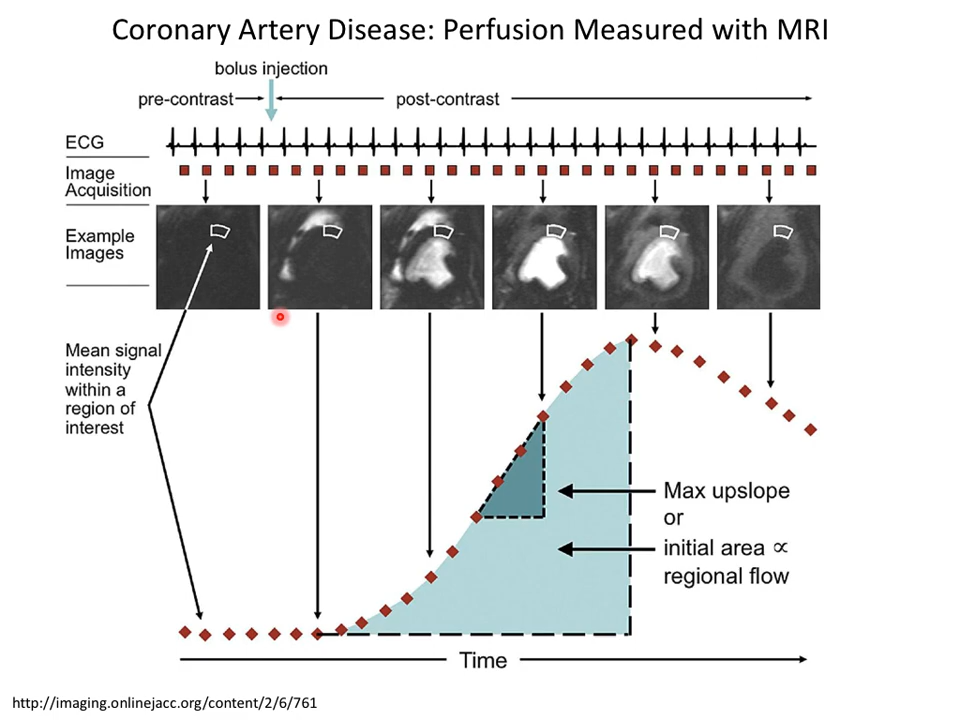 Coronary Artery Disease: Perfusion Measured with MRI
bolus injection
pre-contrast
post-contrast
ECG
Image
Acquisition
Example
Images
Mean signal
intensity
within a
region of
interest
Max upslope
or
initial area ∝
regional flow
Time
http://imaging.onlinejacc.org/content/2/6/761